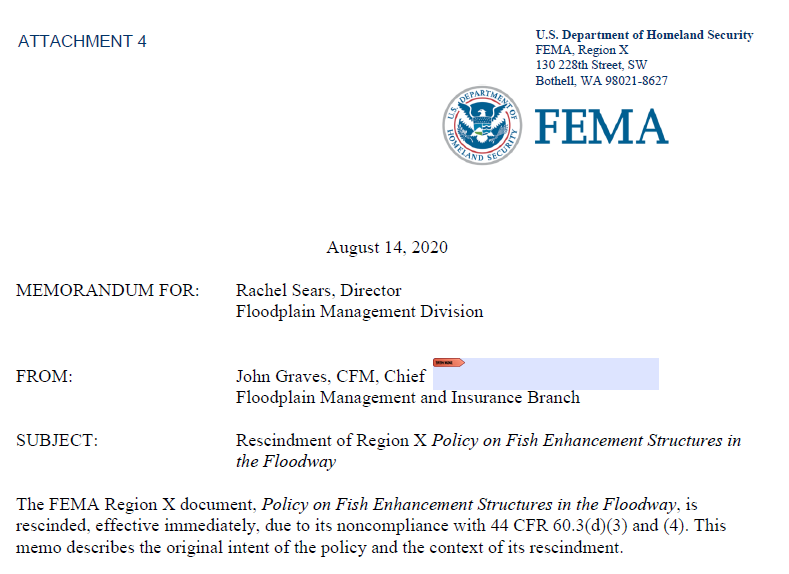 ATTACHMENT 4
U.S. Department of Homeland Security
FEMA, Region X
130 228th Street, SW
Bothell, WA 98021-8627
U.S. DEPARTMENT OF HOMELAND SECURITY
FEMA
August 14, 2020
MEMORANDUM FOR: Rachel Sears, Director
Floodplain Management Division
FROM: John Graves, CFM, Chief
Floodplain Management and Insurance Branch
SUBJECT: Rescindment of Region X Policy on Fish Enhancement Structures in
the Floodway
The FEMA Region X document, Policy on Fish Enhancement Structures in the Floodway, is
rescinded, effective immediately, due to its noncompliance with 44 CFR 60.3(d)(3) and (4). This
memo describes the original intent of the policy and the context of its rescindment.